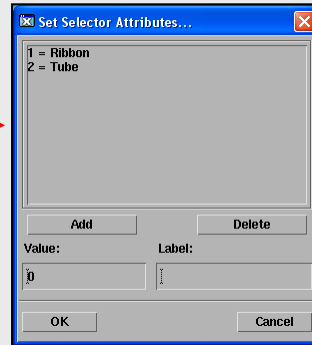 Set Selector Attributes...
1 = Ribbon
2 = Tube
Add Delete
Value: Label:
0
OK Cancel